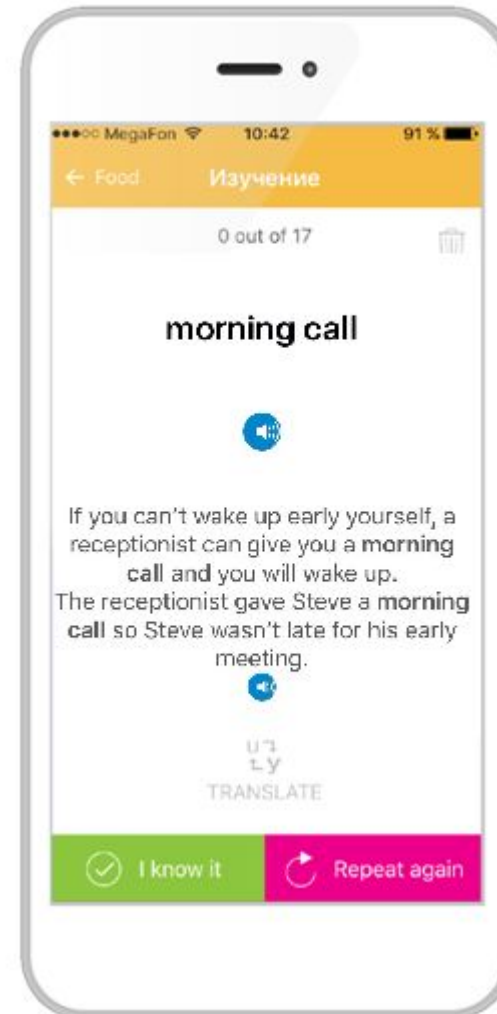 MegaFon 10:42 91 %
← Food Изучение
0 out of 17
morning call
If you can't wake up early yourself, a
receptionist can give you a morning
call and you will wake up.
The receptionist gave Steve a morning
call so Steve wasn't late for his early
meeting.
TRANSLATE
I know it Repeat again